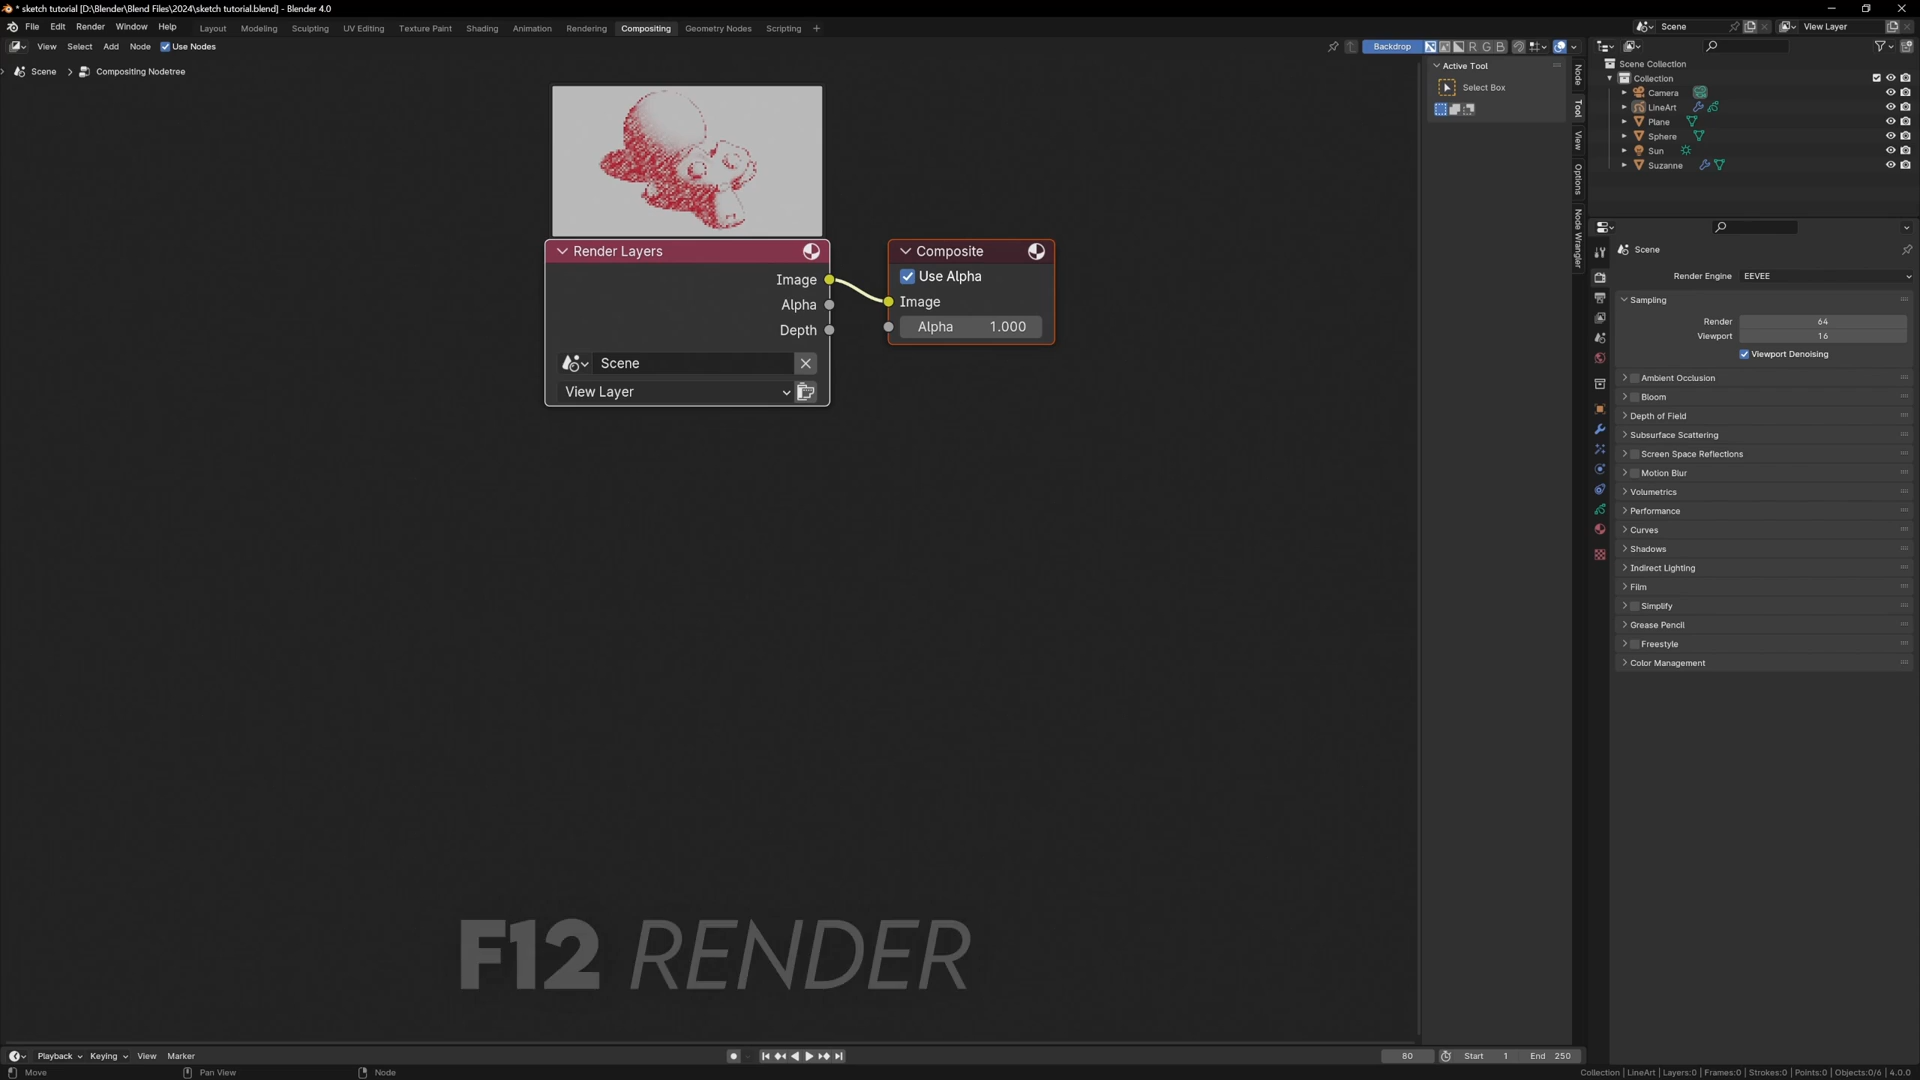 * sketch tutorial [D:\Blender\Blend Files\2024\sketch tutorial.blend] - Blender 4.0
File Edit Render Window Help
Layout Modeling Sculpting UV Editing Texture Paint Shading Animation Rendering Compositing Geometry Nodes Scripting +
Scene View Layer
View Select Add Node Use Nodes
Backdrop R G B
Scene > Compositing Nodetree
Active Tool
Select Box
Node
Tool
View
Options
Node Wrangler
Scene Collection
Collection
Camera
LineArt
Plane
Sphere
Sun
Suzanne
Render Layers
Image
Alpha
Depth
Scene
View Layer
Composite
Use Alpha
Image
Alpha 1.000
Scene
Render Engine EEVEE
Sampling
Render 64
Viewport 16
Viewport Denoising
Ambient Occlusion
Bloom
Depth of Field
Subsurface Scattering
Screen Space Reflections
Motion Blur
Volumetrics
Performance
Curves
Shadows
Indirect Lighting
Film
Simplify
Grease Pencil
Freestyle
Color Management
F12 RENDER
Playback Keying View Marker
80 Start 1 End 250
Move Pan View Node
Collection | LineArt | Layers:0 | Frames:0 | Strokes:0 | Points:0 | Objects:0/6 | 4.0.0